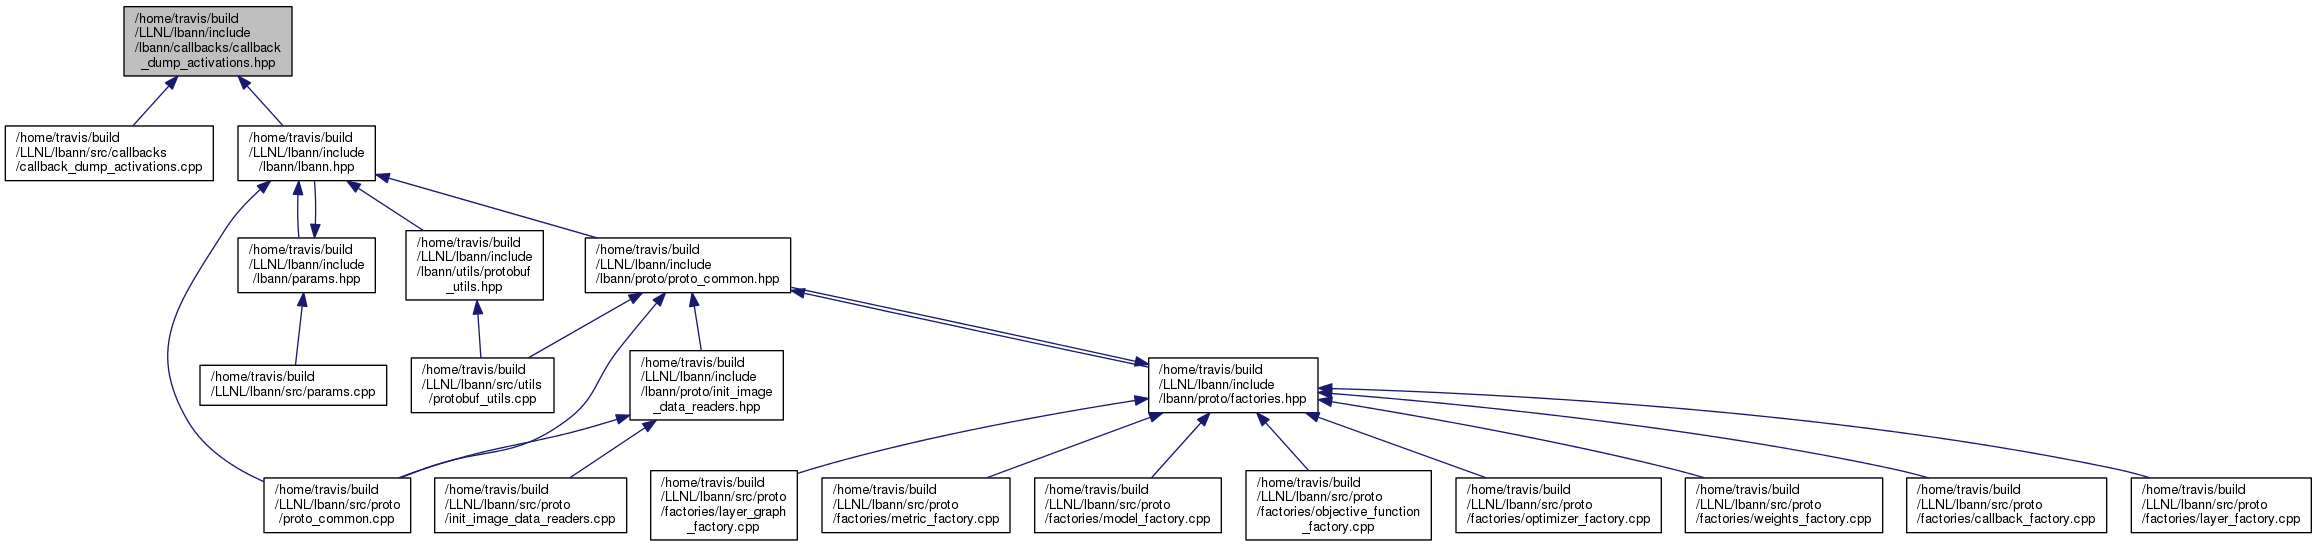 /home/travis/build
/LLNL/lbann/include
/lbann/callbacks/callback
_dump_activations.hpp
/home/travis/build
/LLNL/lbann/src/callbacks
/callback_dump_activations.cpp
/home/travis/build
/LLNL/lbann/include
/lbann/lbann.hpp
/home/travis/build
/LLNL/lbann/include
/lbann/params.hpp
/home/travis/build
/LLNL/lbann/include
/lbann/utils/protobuf
_utils.hpp
/home/travis/build
/LLNL/lbann/include
/lbann/proto/proto_common.hpp
/home/travis/build
/LLNL/lbann/src/params.cpp
/home/travis/build
/LLNL/lbann/src/utils
/protobuf_utils.cpp
/home/travis/build
/LLNL/lbann/include
/lbann/proto/init_image
_data_readers.hpp
/home/travis/build
/LLNL/lbann/include
/lbann/proto/factories.hpp
/home/travis/build
/LLNL/lbann/src/proto
/proto_common.cpp
/home/travis/build
/LLNL/lbann/src/proto
/init_image_data_readers.cpp
/home/travis/build
/LLNL/lbann/src/proto
/factories/layer_graph
_factory.cpp
/home/travis/build
/LLNL/lbann/src/proto
/factories/metric_factory.cpp
/home/travis/build
/LLNL/lbann/src/proto
/factories/model_factory.cpp
/home/travis/build
/LLNL/lbann/src/proto
/factories/objective_function
_factory.cpp
/home/travis/build
/LLNL/lbann/src/proto
/factories/optimizer_factory.cpp
/home/travis/build
/LLNL/lbann/src/proto
/factories/weights_factory.cpp
/home/travis/build
/LLNL/lbann/src/proto
/factories/callback_factory.cpp
/home/travis/build
/LLNL/lbann/src/proto
/factories/layer_factory.cpp